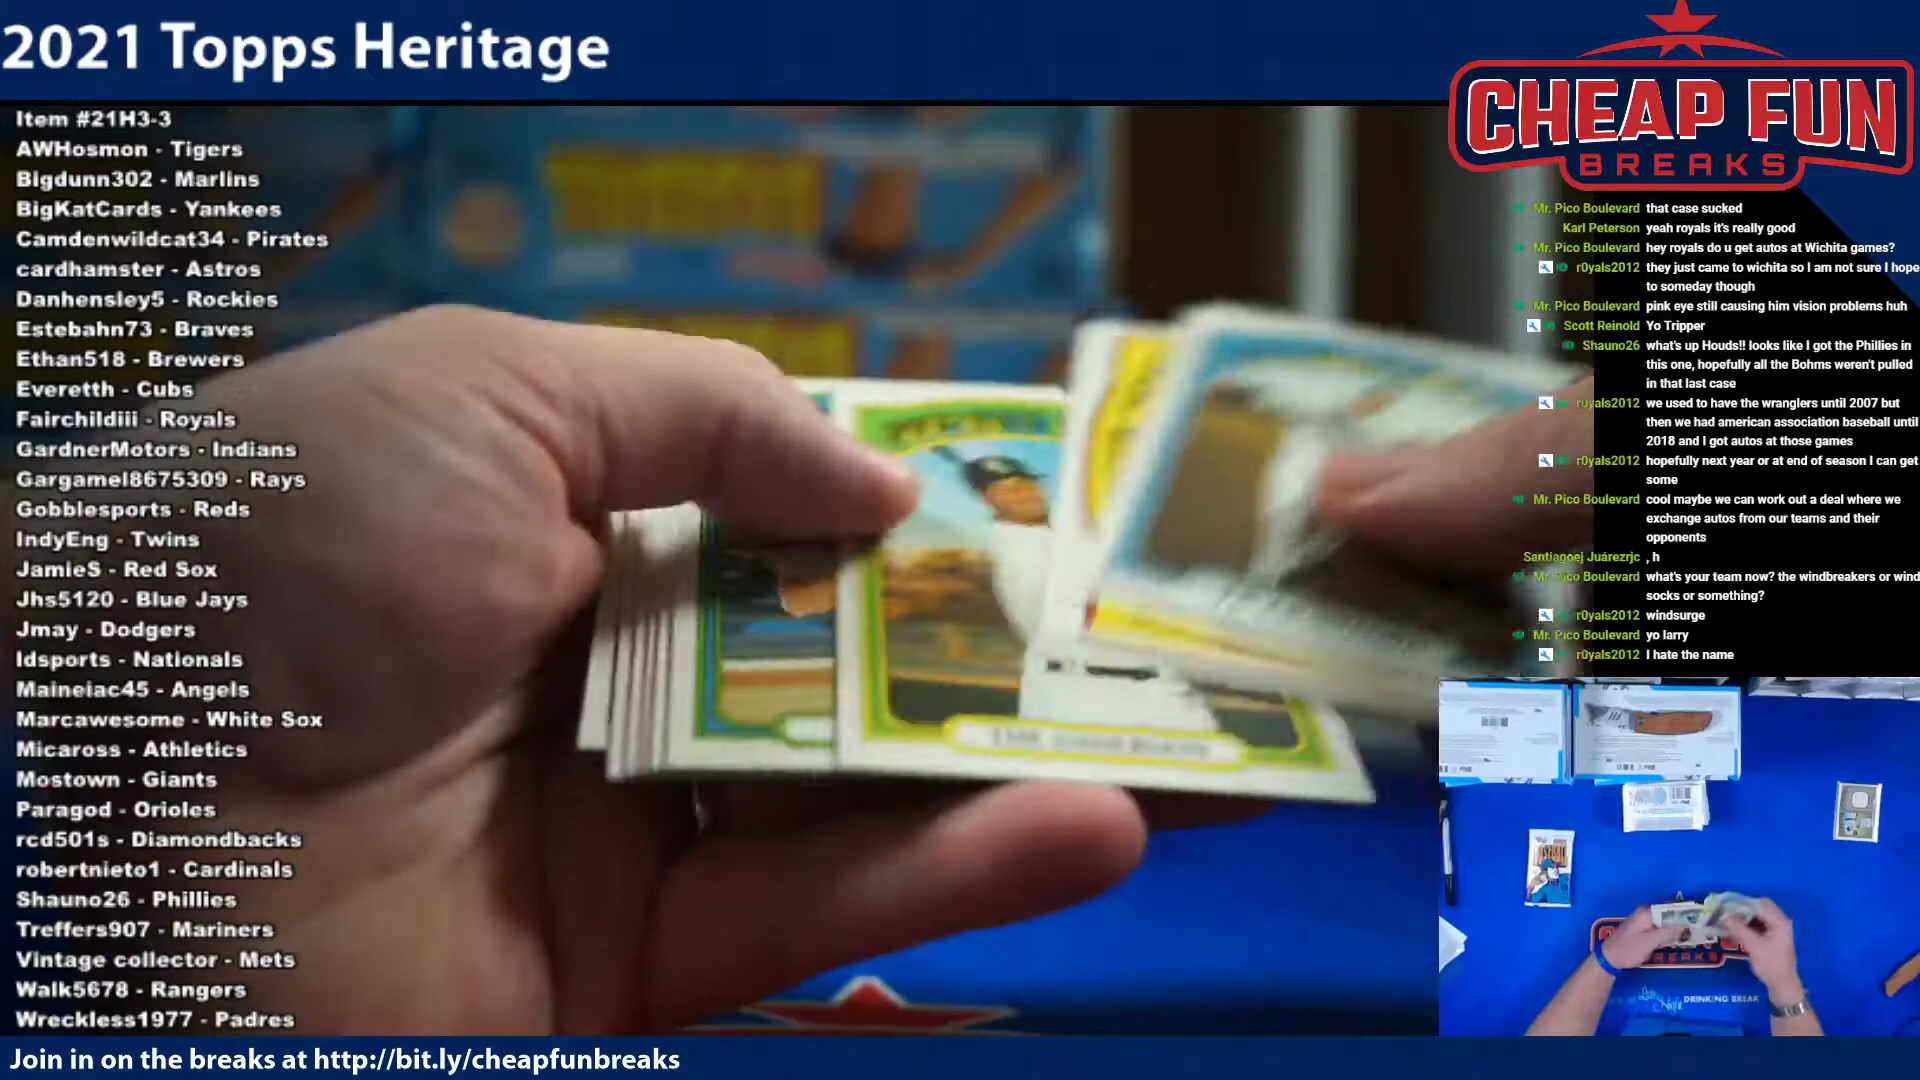 2021 Topps Heritage
CHEAP FUN
BREAKS
Item #21H3-3
AWHosmon - Tigers
Bigdunn302 - Marlins
BigKatCards - Yankees
Camdenwildcat34 - Pirates
cardhamster - Astros
Danhensley5 - Rockies
Estebahn73 - Braves
Ethan518 - Brewers
Everetth - Cubs
Fairchildiii - Royals
GardnerMotors - Indians
Gargamel8675309 - Rays
Gobblesports - Reds
IndyEng - Twins
JamieS - Red Sox
Jhs5120 - Blue Jays
Jmay - Dodgers
ldsports - Nationals
Maineiac45 - Angels
Marcawesome - White Sox
Micaross - Athletics
Mostown - Giants
Paragod - Orioles
rcd501s - Diamondbacks
robertnieto1 - Cardinals
Shauno26 - Phillies
Treffers907 - Mariners
Vintage collector - Mets
Walk5678 - Rangers
Wreckless1977 - Padres
Mr. Pico Boulevard that case sucked
Karl Peterson yeah royals it's really good
Mr. Pico Boulevard hey royals do u get autos at Wichita games?
r0yals2012 they just came to wichita so I am not sure I hope
to someday though
Mr. Pico Boulevard pink eye still causing him vision problems huh
Scott Reinold Yo Tripper
Shauno26 what's up Houds!! looks like I got the Phillies in
this one, hopefully all the Bohms weren't pulled
in that last case
r0yals2012 we used to have the wranglers until 2007 but
then we had american association baseball until
2018 and I got autos at those games
r0yals2012 hopefully next year or at end of season I can get
some
Mr. Pico Boulevard cool maybe we can work out a deal where we
exchange autos from our teams and their
opponents
Santiagoej Juárezrjc , h
Mr. Pico Boulevard what's your team now? the windbreakers or wind
socks or something?
r0yals2012 windsurge
Mr. Pico Boulevard yo larry
r0yals2012 I hate the name
BREAKS
Late Night DRINKING BREAK
Join in on the breaks at http://bit.ly/cheapfunbreaks